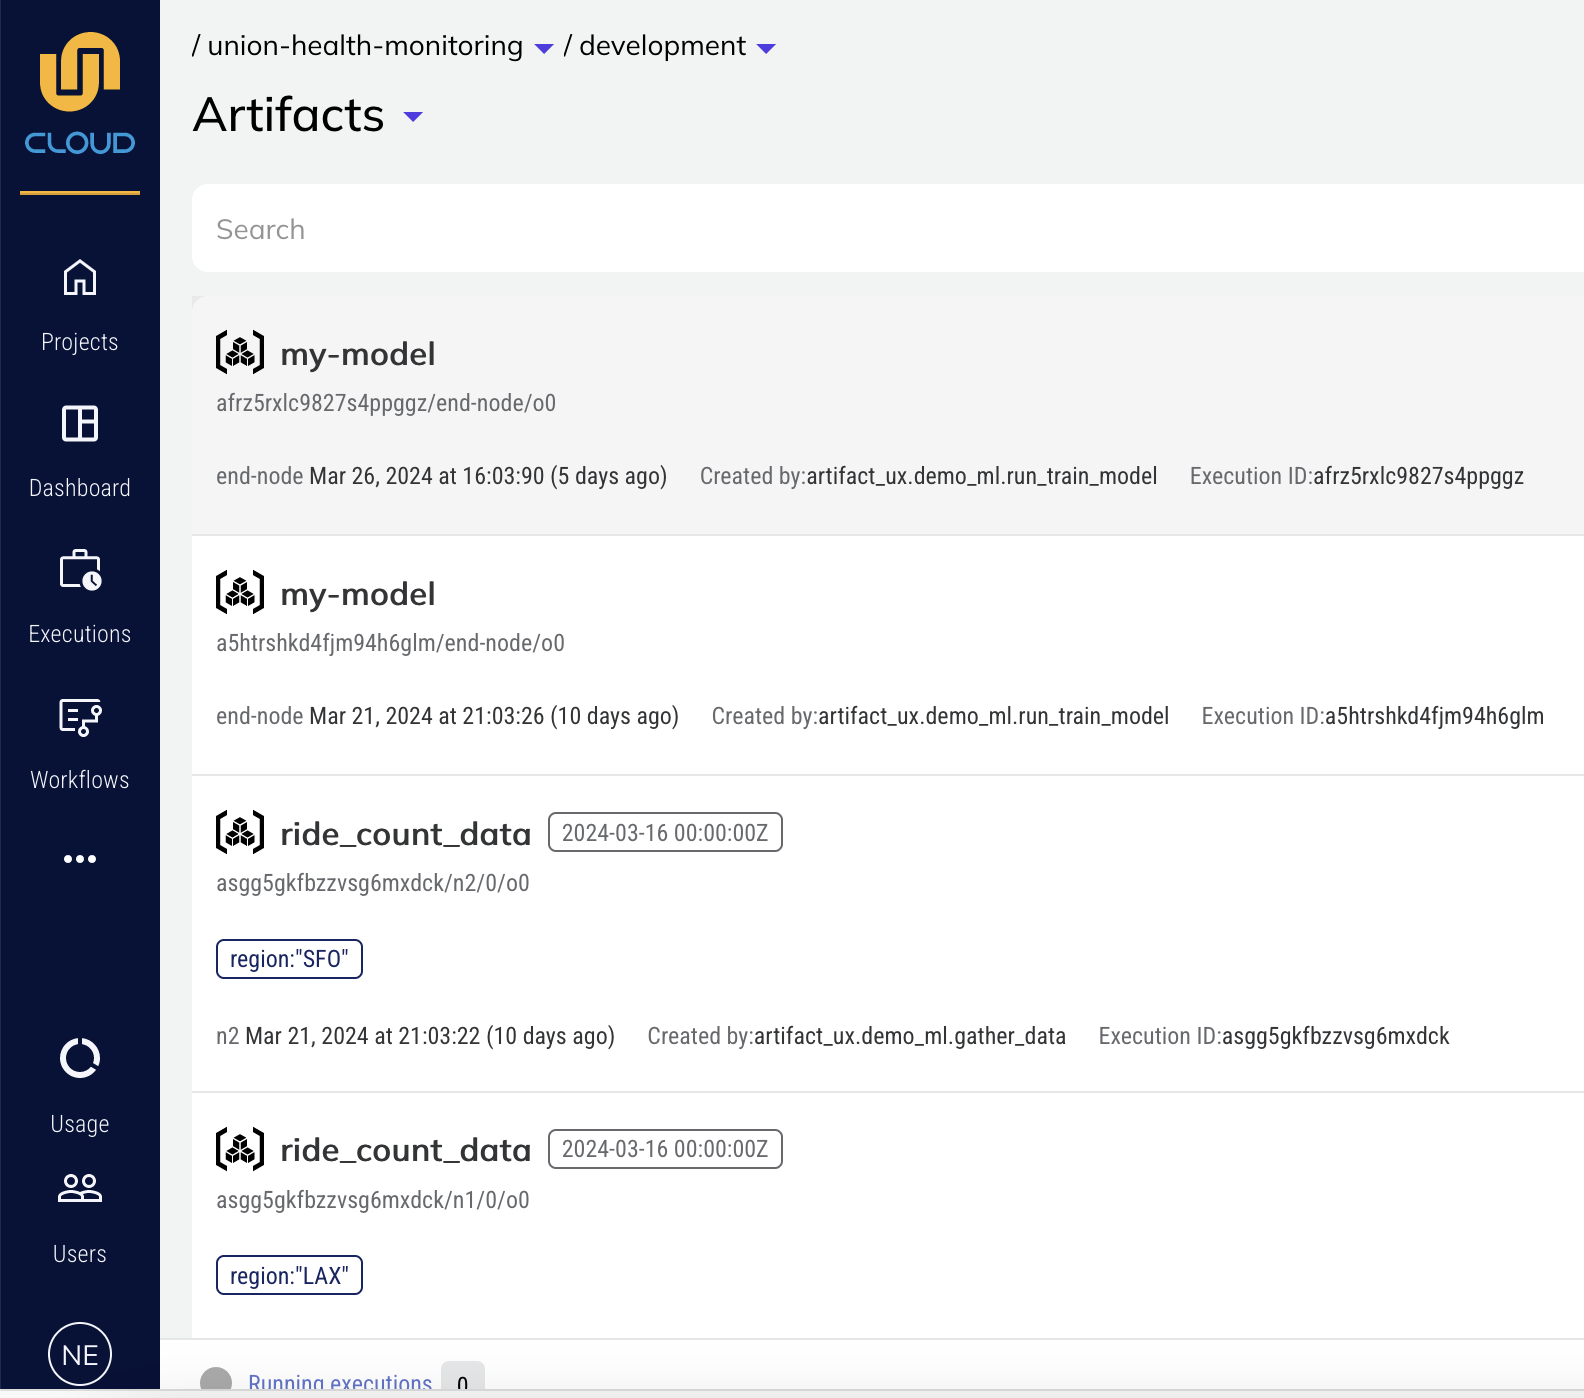 CLOUD
Projects
Dashboard
Executions
Workflows
Usage
Users
NE
/ union-health-monitoring / development
Artifacts
Search
my-model
afrz5rxlc9827s4ppggz/end-node/o0
end-node Mar 26, 2024 at 16:03:90 (5 days ago) Created by:artifact_ux.demo_ml.run_train_model Execution ID:afrz5rxlc9827s4ppggz
my-model
a5htrshkd4fjm94h6glm/end-node/o0
end-node Mar 21, 2024 at 21:03:26 (10 days ago) Created by:artifact_ux.demo_ml.run_train_model Execution ID:a5htrshkd4fjm94h6glm
ride_count_data 2024-03-16 00:00:00Z
asgg5gkfbzzvsg6mxdck/n2/0/o0
region:"SFO"
n2 Mar 21, 2024 at 21:03:22 (10 days ago) Created by:artifact_ux.demo_ml.gather_data Execution ID:asgg5gkfbzzvsg6mxdck
ride_count_data 2024-03-16 00:00:00Z
asgg5gkfbzzvsg6mxdck/n1/0/o0
region:"LAX"
Running executions 0